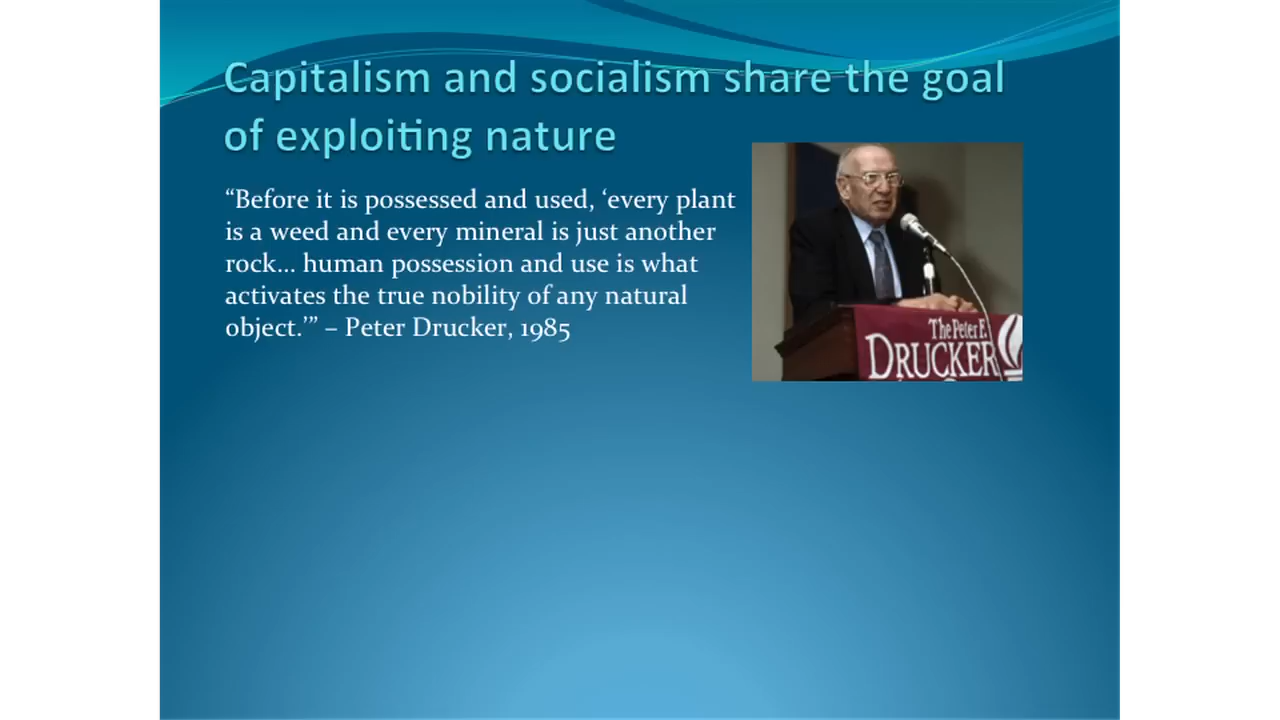 Capitalism and socialism share the goal
of exploiting nature
“Before it is possessed and used, ‘every plant
is a weed and every mineral is just another
rock... human possession and use is what
activates the true nobility of any natural
object.’” – Peter Drucker, 1985
The Peter F.
DRUCKER